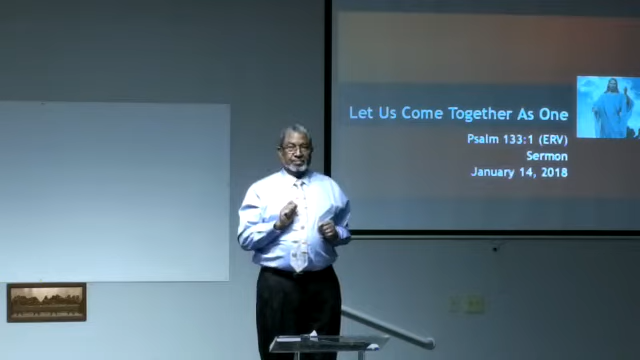 Let Us Come Together As One
Psalm 133:1 (ERV)
Sermon
January 14, 2018